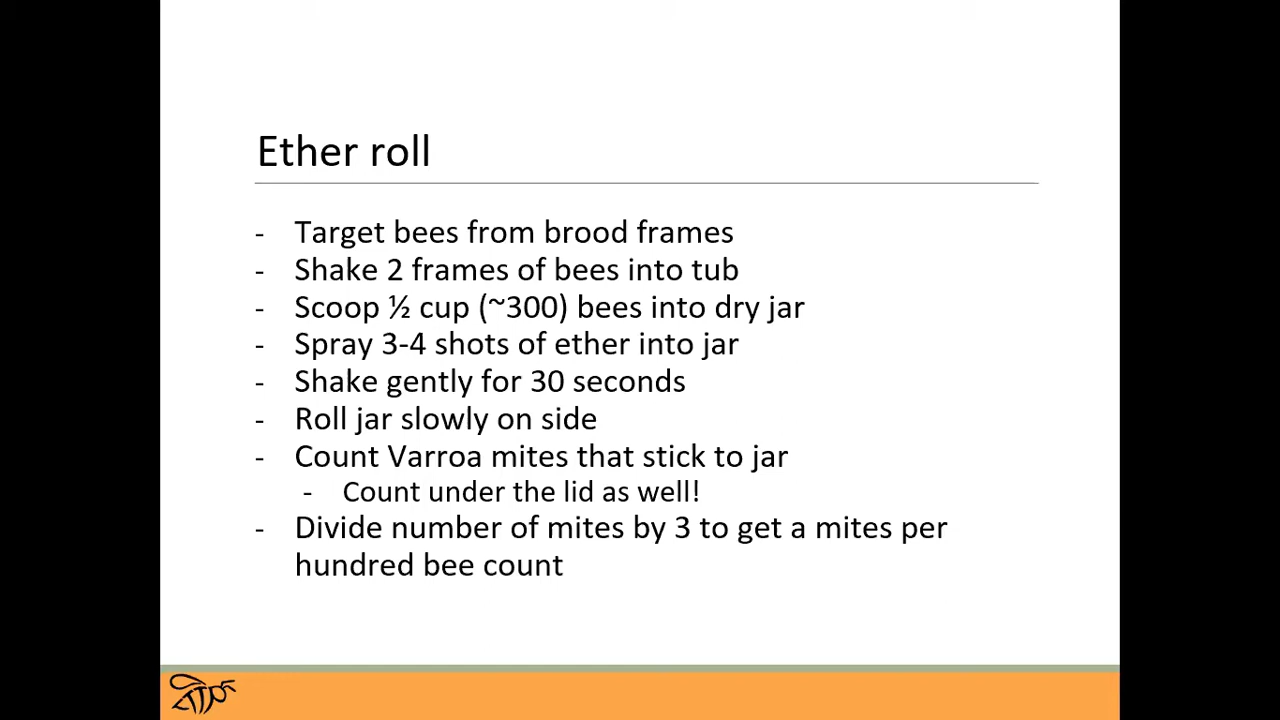 Ether roll
- Target bees from brood frames
- Shake 2 frames of bees into tub
- Scoop ½ cup (~300) bees into dry jar
- Spray 3-4 shots of ether into jar
- Shake gently for 30 seconds
- Roll jar slowly on side
- Count Varroa mites that stick to jar
- Count under the lid as well!
- Divide number of mites by 3 to get a mites per
hundred bee count